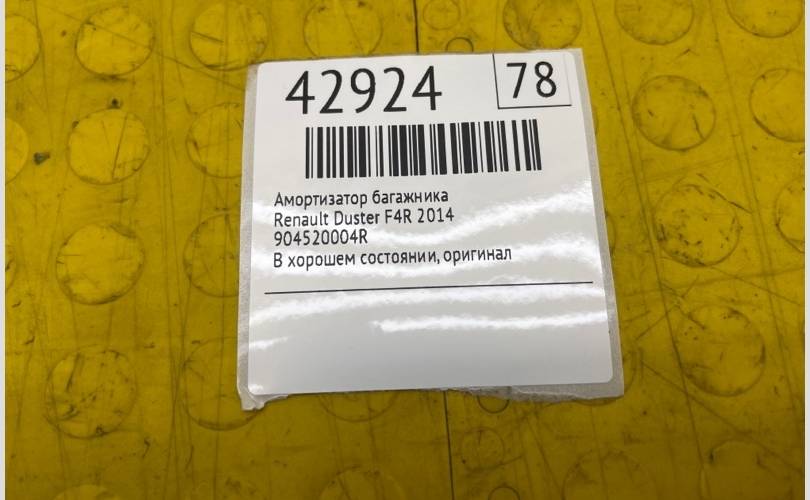 42924
78
Амортизатор багажника
Renault Duster F4R 2014
904520004R
В хорошем состоянии, оригинал